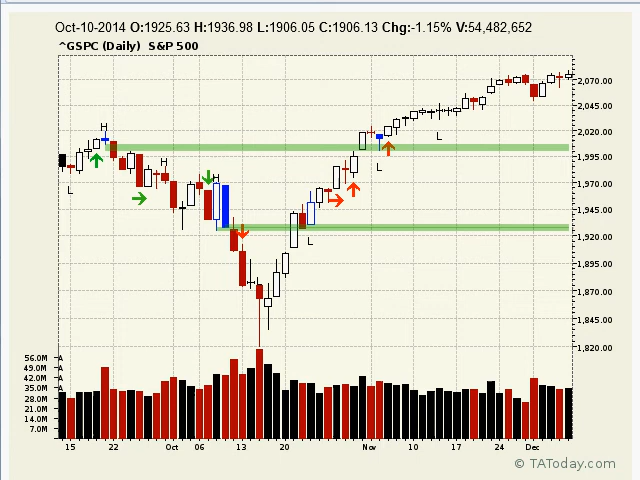 Oct-10-2014 O:1925.63 H:1936.98 L:1906.05 C:1906.13 Chg:-1.15% V:54,482,652
^GSPC (Daily) S&P 500
2,070.00
2,045.00
H
2,020.00
H
1,995.00
L
L
L
H
1,970.00
1,945.00
1,920.00
L
1,895.00
1,870.00
1,845.00
1,820.00
56.0M
49.0M
42.0M
35.0M
28.0M
21.0M
14.0M
7.0M
A
A
A
A
15 22 Oct 06 13 20 Nov 10 17 24 Dec
© TAToday.com